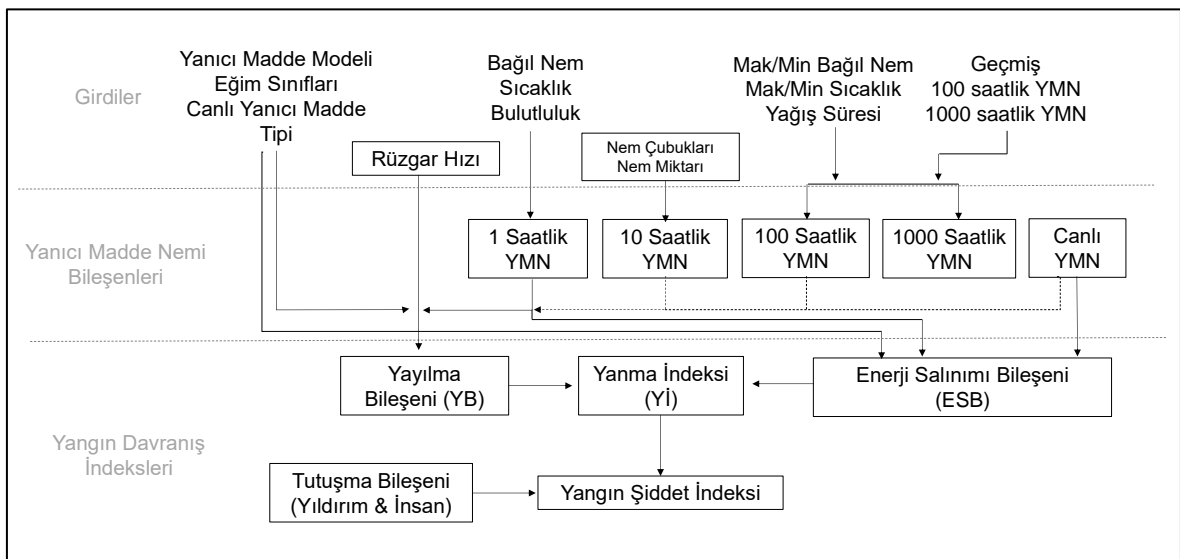 Girdiler
Yanıcı Madde Modeli
Eğim Sınıfları
Canlı Yanıcı Madde
Tipi
Rüzgar Hızı
Bağıl Nem
Sıcaklık
Bulutluluk
Nem Çubukları
Nem Miktarı
Mak/Min Bağıl Nem
Mak/Min Sıcaklık
Yağış Süresi
Geçmiş
100 saatlik YMN
1000 saatlik YMN
Yanıcı Madde Nemi
Bileşenleri
1 Saatlik
YMN
10 Saatlik
YMN
100 Saatlik
YMN
1000 Saatlik
YMN
Canlı
YMN
Yangın Davranış
İndeksleri
Yayılma
Bileşeni (YB)
Yanma İndeksi
(Yİ)
Enerji Salınımı Bileşeni
(ESB)
Tutuşma Bileşeni
(Yıldırım & İnsan)
Yangın Şiddet İndeksi